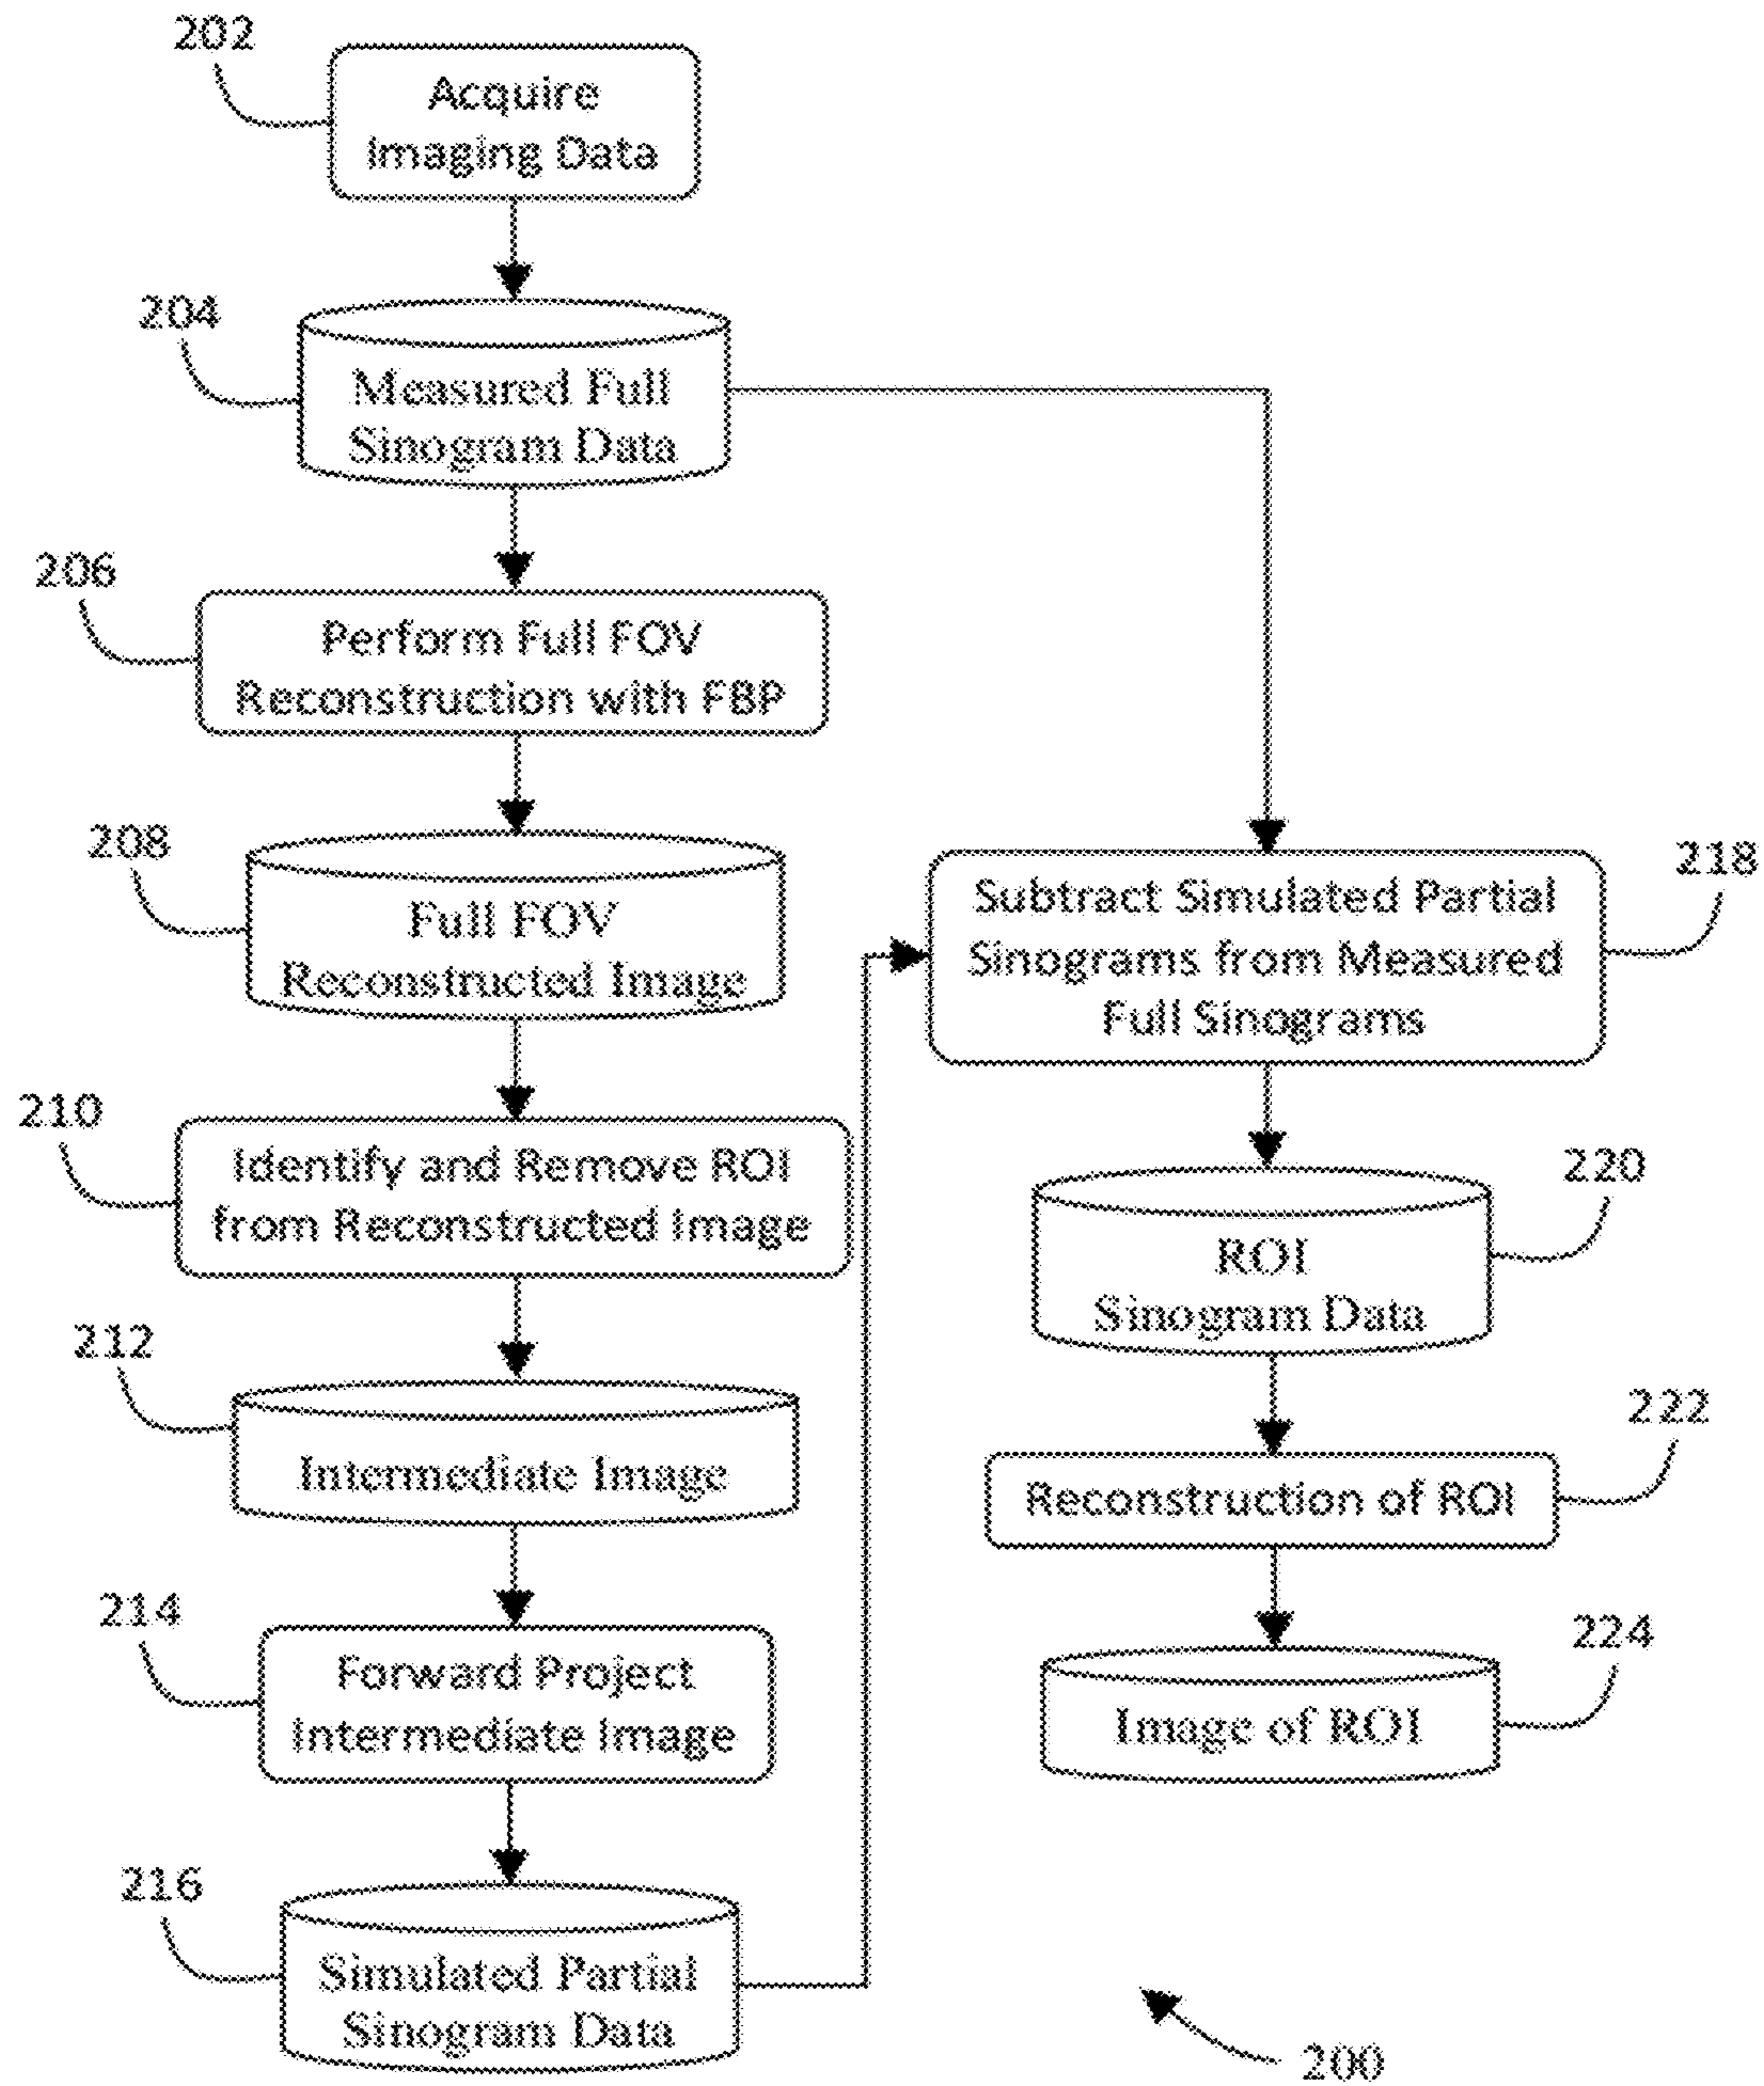 202
Acquire
Imaging Data
204
Measured Full
Sinogram Data
206
Perform Full FOV
Reconstruction with FBP
208
Full FOV
Reconstructed Image
210
Identify and Remove ROI
from Reconstructed Image
212
Intermediate Image
214
Forward Project
Intermediate Image
216
Simulated Partial
Sinogram Data
218
Subtract Simulated Partial
Sinograms from Measured
Full Sinograms
220
ROI
Sinogram Data
222
Reconstruction of ROI
224
Image of ROI
200